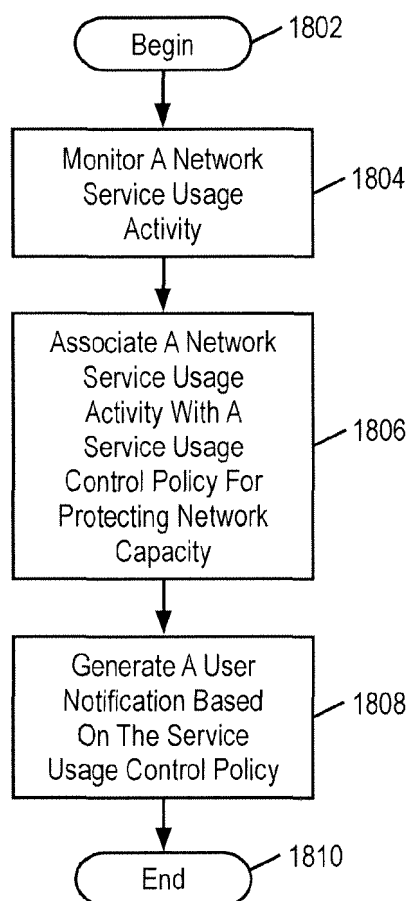 Begin
1802
Monitor A Network
Service Usage
Activity
1804
Associate A Network
Service Usage
Activity With A
Service Usage
Control Policy For
Protecting Network
Capacity
1806
Generate A User
Notification Based
On The Service
Usage Control Policy
1808
End
1810